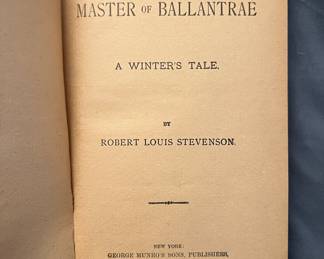 MASTER OF BALLANTRAE
A WINTER'S TALE.
BY
ROBERT LOUIS STEVENSON.
NEW YORK:
GEORGE MUNRO'S SONS, PUBLISHERS,